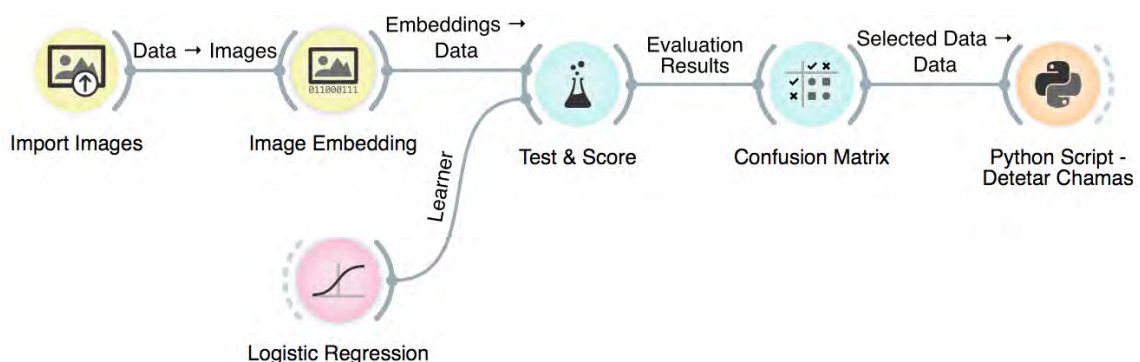 Data → Images
Embeddings →
Data
Evaluation
Results
Selected Data →
Data
011000111
Import Images
Image Embedding
Test & Score
Confusion Matrix
Python Script -
Detetar Chamas
Learner
Logistic Regression